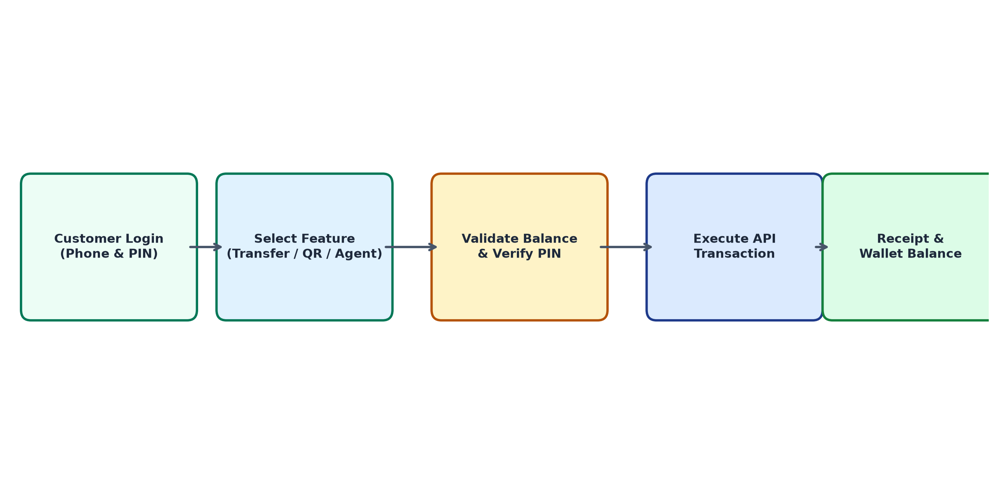 Customer Login
(Phone & PIN)
Select Feature
(Transfer / QR / Agent)
Validate Balance
& Verify PIN
Execute API
Transaction
Receipt &
Wallet Balance